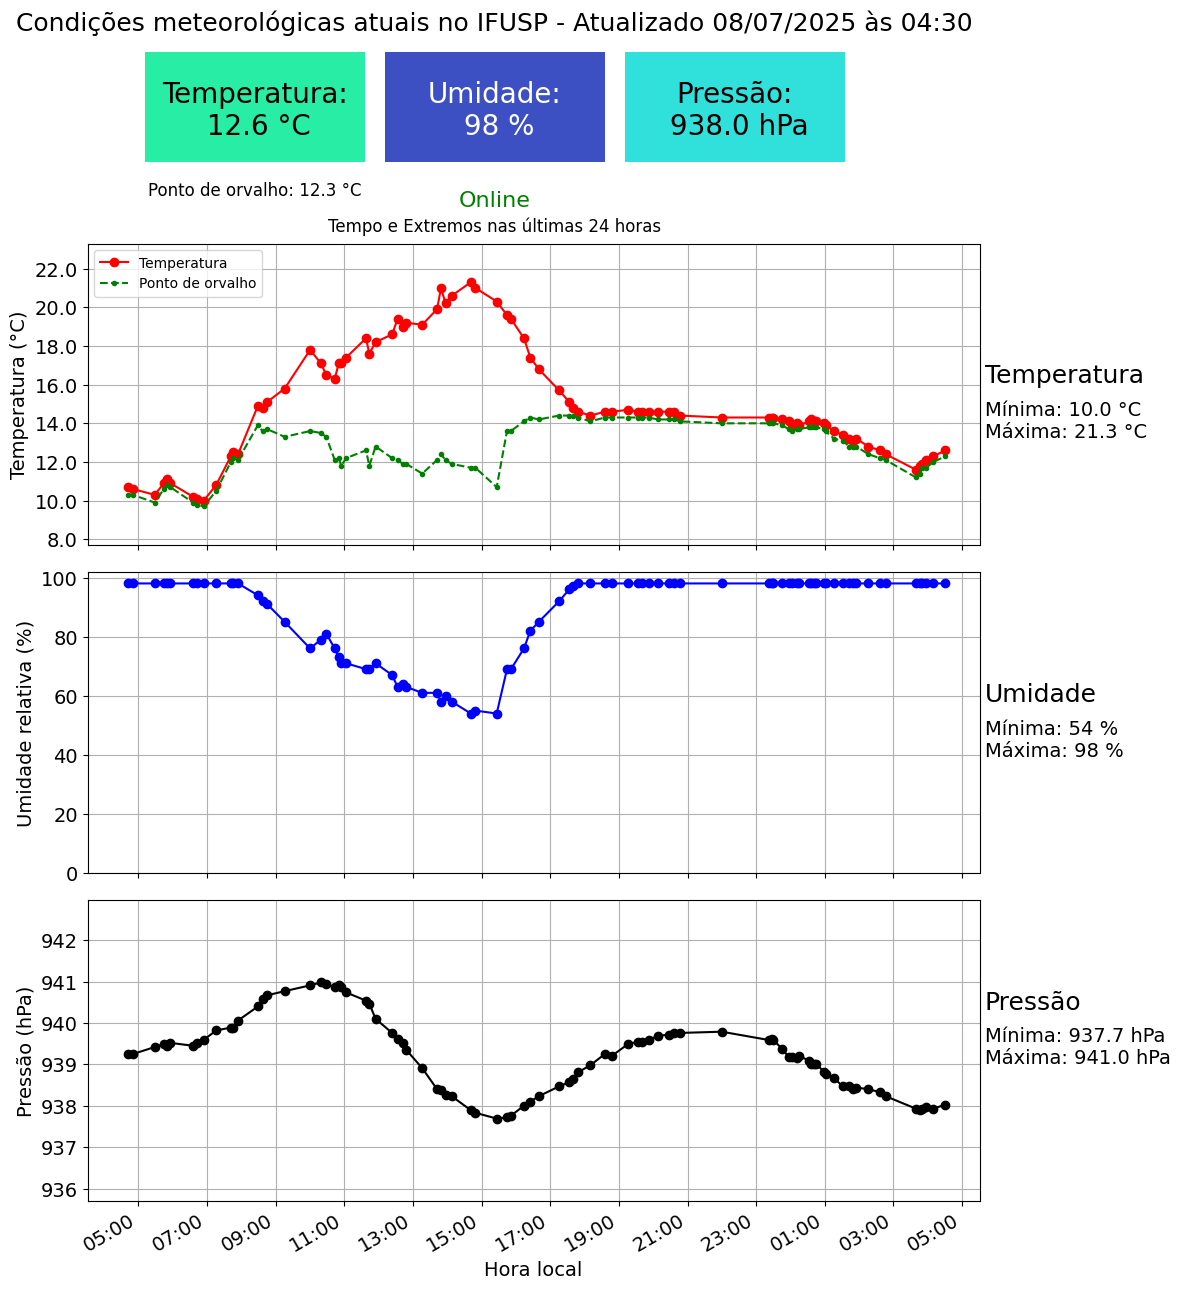 Condições meteorológicas atuais no IFUSP - Atualizado 08/07/2025 às 04:30
Temperatura:
12.6 °C
Umidade:
98 %
Pressão:
938.0 hPa
Ponto de orvalho: 12.3 °C
Online
Tempo e Extremos nas últimas 24 horas
Temperatura
Ponto de orvalho
Temperatura (°C)
22.0
20.0
18.0
16.0
14.0
12.0
10.0
8.0
Temperatura
Mínima: 10.0 °C
Máxima: 21.3 °C
Umidade relativa (%)
100
80
60
40
20
0
Umidade
Mínima: 54 %
Máxima: 98 %
Pressão (hPa)
942
941
940
939
938
937
936
Pressão
Mínima: 937.7 hPa
Máxima: 941.0 hPa
05:00
07:00
09:00
11:00
13:00
15:00
17:00
19:00
21:00
23:00
01:00
03:00
05:00
Hora local